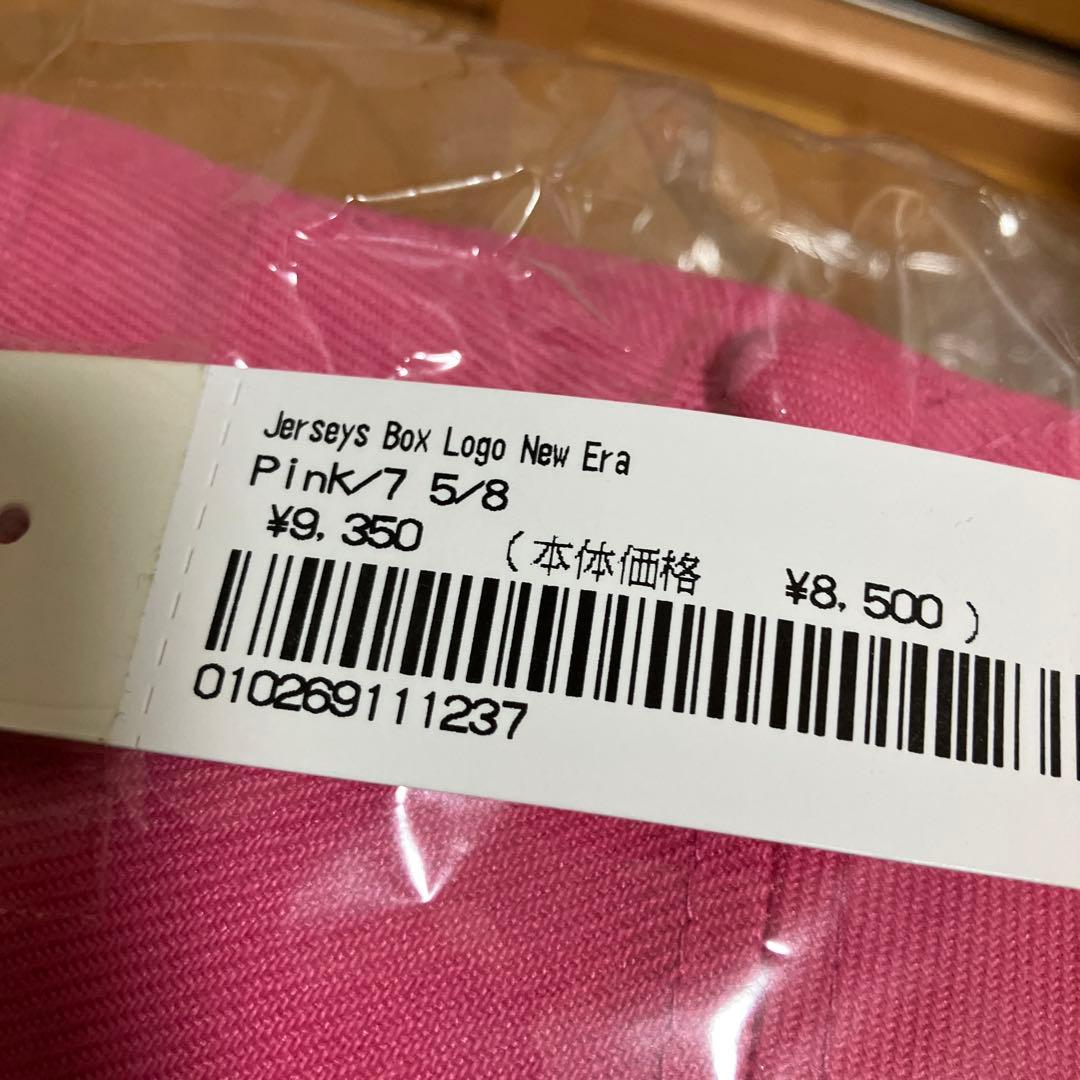 Jerseys Box Logo New Era
Pink/7 5/8
¥9,350 (本体価格 ¥8,500 )
010269111237